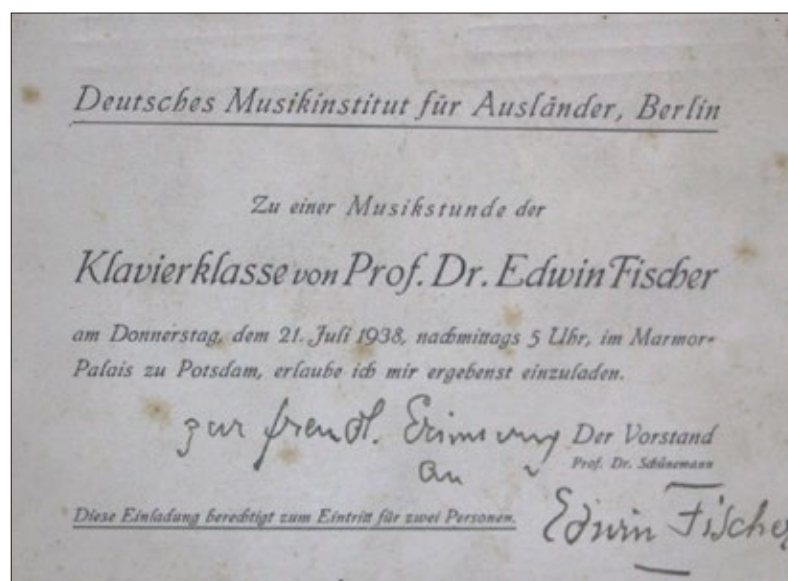 Deutsches Musikinstitut für Ausländer, Berlin
Zu einer Musikstunde der
Klavierklasse von Prof. Dr. Edwin Fischer
am Donnerstag, dem 21. Juli 1938, nachmittags 5 Uhr, im Marmor-
Palais zu Potsdam, erlaube ich mir ergebenst einzuladen.
zur freudl. Erinnerung
an
Der Vorstand
Prof. Dr. Schünemann
Diese Einladung berechtigt zum Eintritt für zwei Personen.
Edwin Fischer